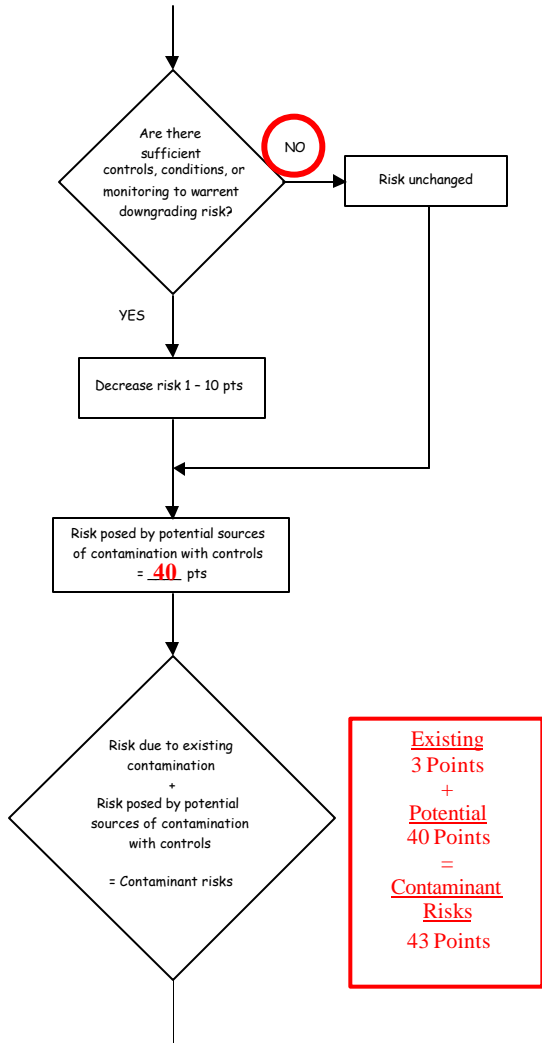 Are there
sufficient
controls, conditions, or
monitoring to warrent
downgrading risk?
NO
Risk unchanged
YES
Decrease risk 1 – 10 pts
Risk posed by potential sources
of contamination with controls
= 40 pts
Risk due to existing
contamination
+
Risk posed by potential
sources of contamination
with controls
= Contaminant risks
Existing
3 Points
+
Potential
40 Points
=
Contaminant
Risks
43 Points